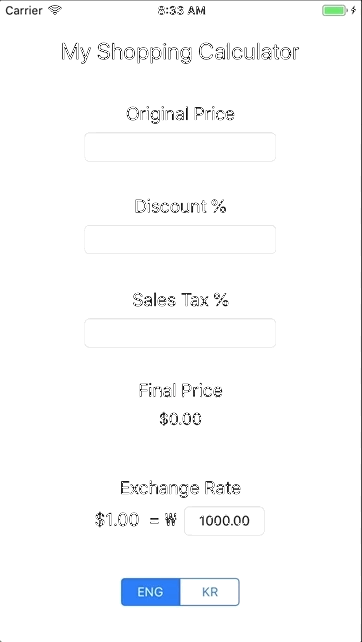 Carrier 8:33 AM
My Shopping Calculator
Original Price
Discount %
Sales Tax %
Final Price
$0.00
Exchange Rate
$1.00 = ₩ 1000.00
ENG KR